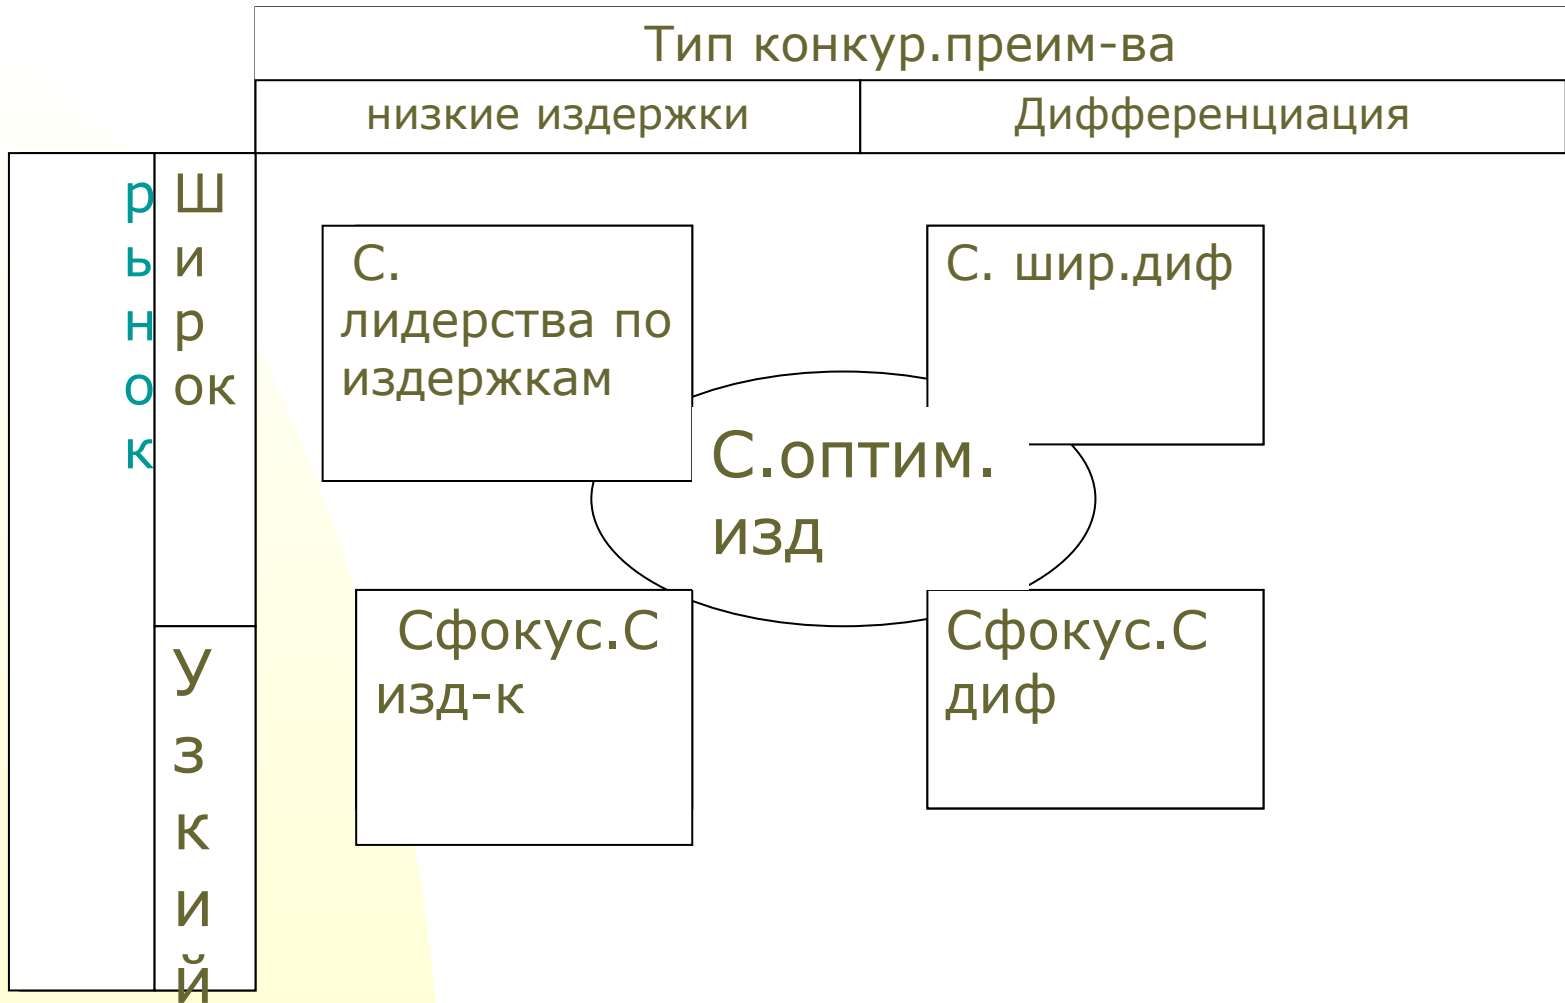 Тип конкур.преим-ва
низкие издержки
Дифференциация
р
ы
н
о
к
Ш
и
р
ок
С.
лидерства по
издержкам
С. шир.диф
С.оптим.
изд
Сфокус.С
изд-к
Сфокус.С
диф
У
з
к
и
й